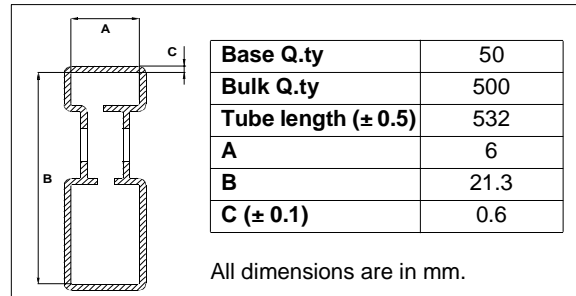 A
C
B
Base Q.ty 50
Bulk Q.ty 500
Tube length (± 0.5) 532
A 6
B 21.3
C (± 0.1) 0.6
All dimensions are in mm.